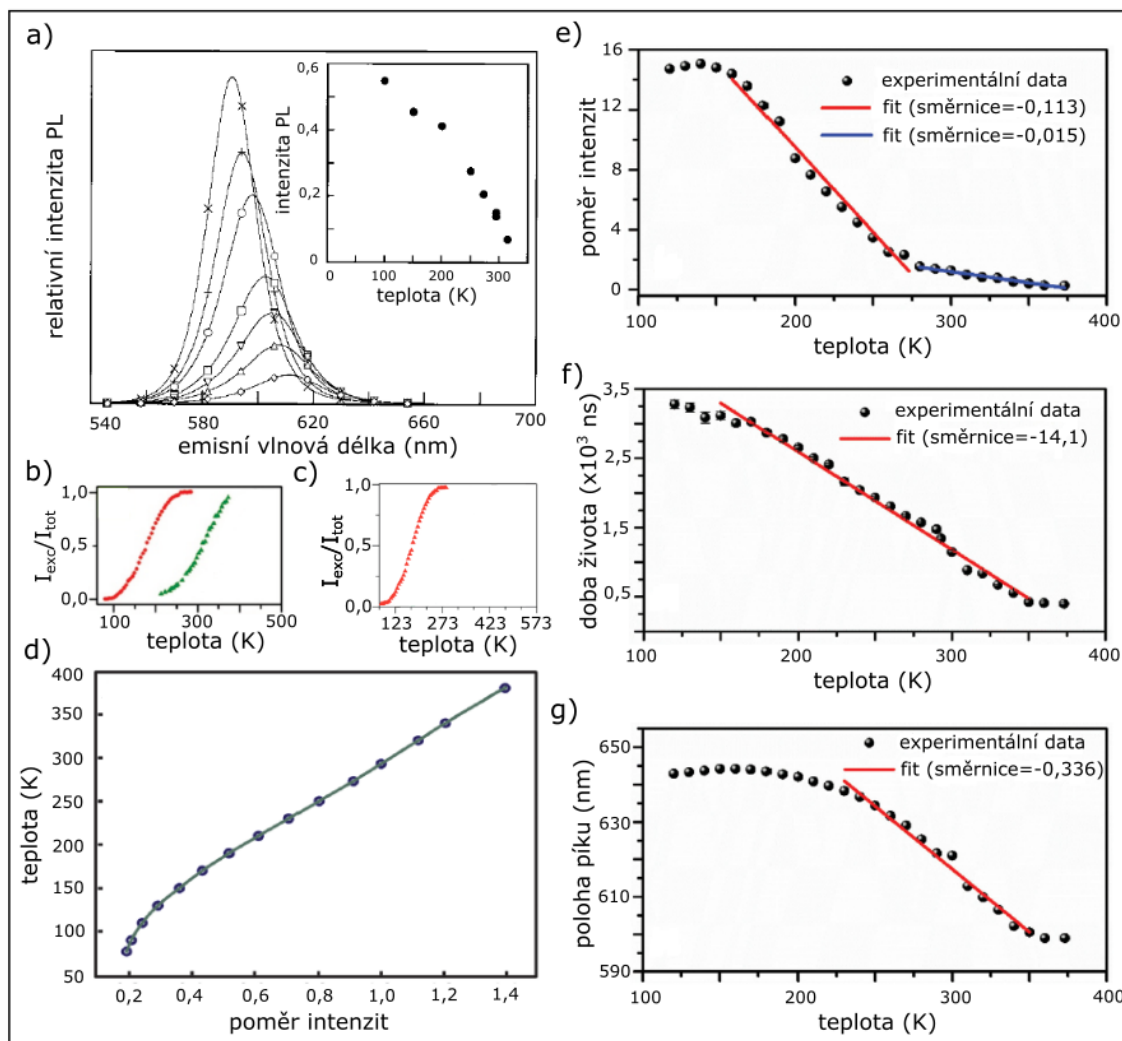 a)
relativní intenzita PL
540 580 620 660 700
emisní vlnová délka (nm)
intenzita PL
0,6
0,4
0,2
0
0 100 200 300
teplota (K)
b)
I_exc/I_tot
1,0
0,5
0,0
100 300 500
teplota (K)
c)
I_exc/I_tot
1,0
0,5
0,0
123 273 423 573
teplota (K)
d)
teplota (K)
400
350
300
250
200
150
100
50
0,2 0,4 0,6 0,8 1,0 1,2 1,4
poměr intenzit
e)
poměr intenzit
16
12
8
4
0
experimentální data
fit (směrnice=-0,113)
fit (směrnice=-0,015)
100 200 300 400
teplota (K)
f)
doba života (x10³ ns)
3,5
2,5
1,5
0,5
experimentální data
fit (směrnice=-14,1)
100 200 300 400
teplota (K)
g)
poloha píku (nm)
650
630
610
590
experimentální data
fit (směrnice=-0,336)
100 200 300 400
teplota (K)